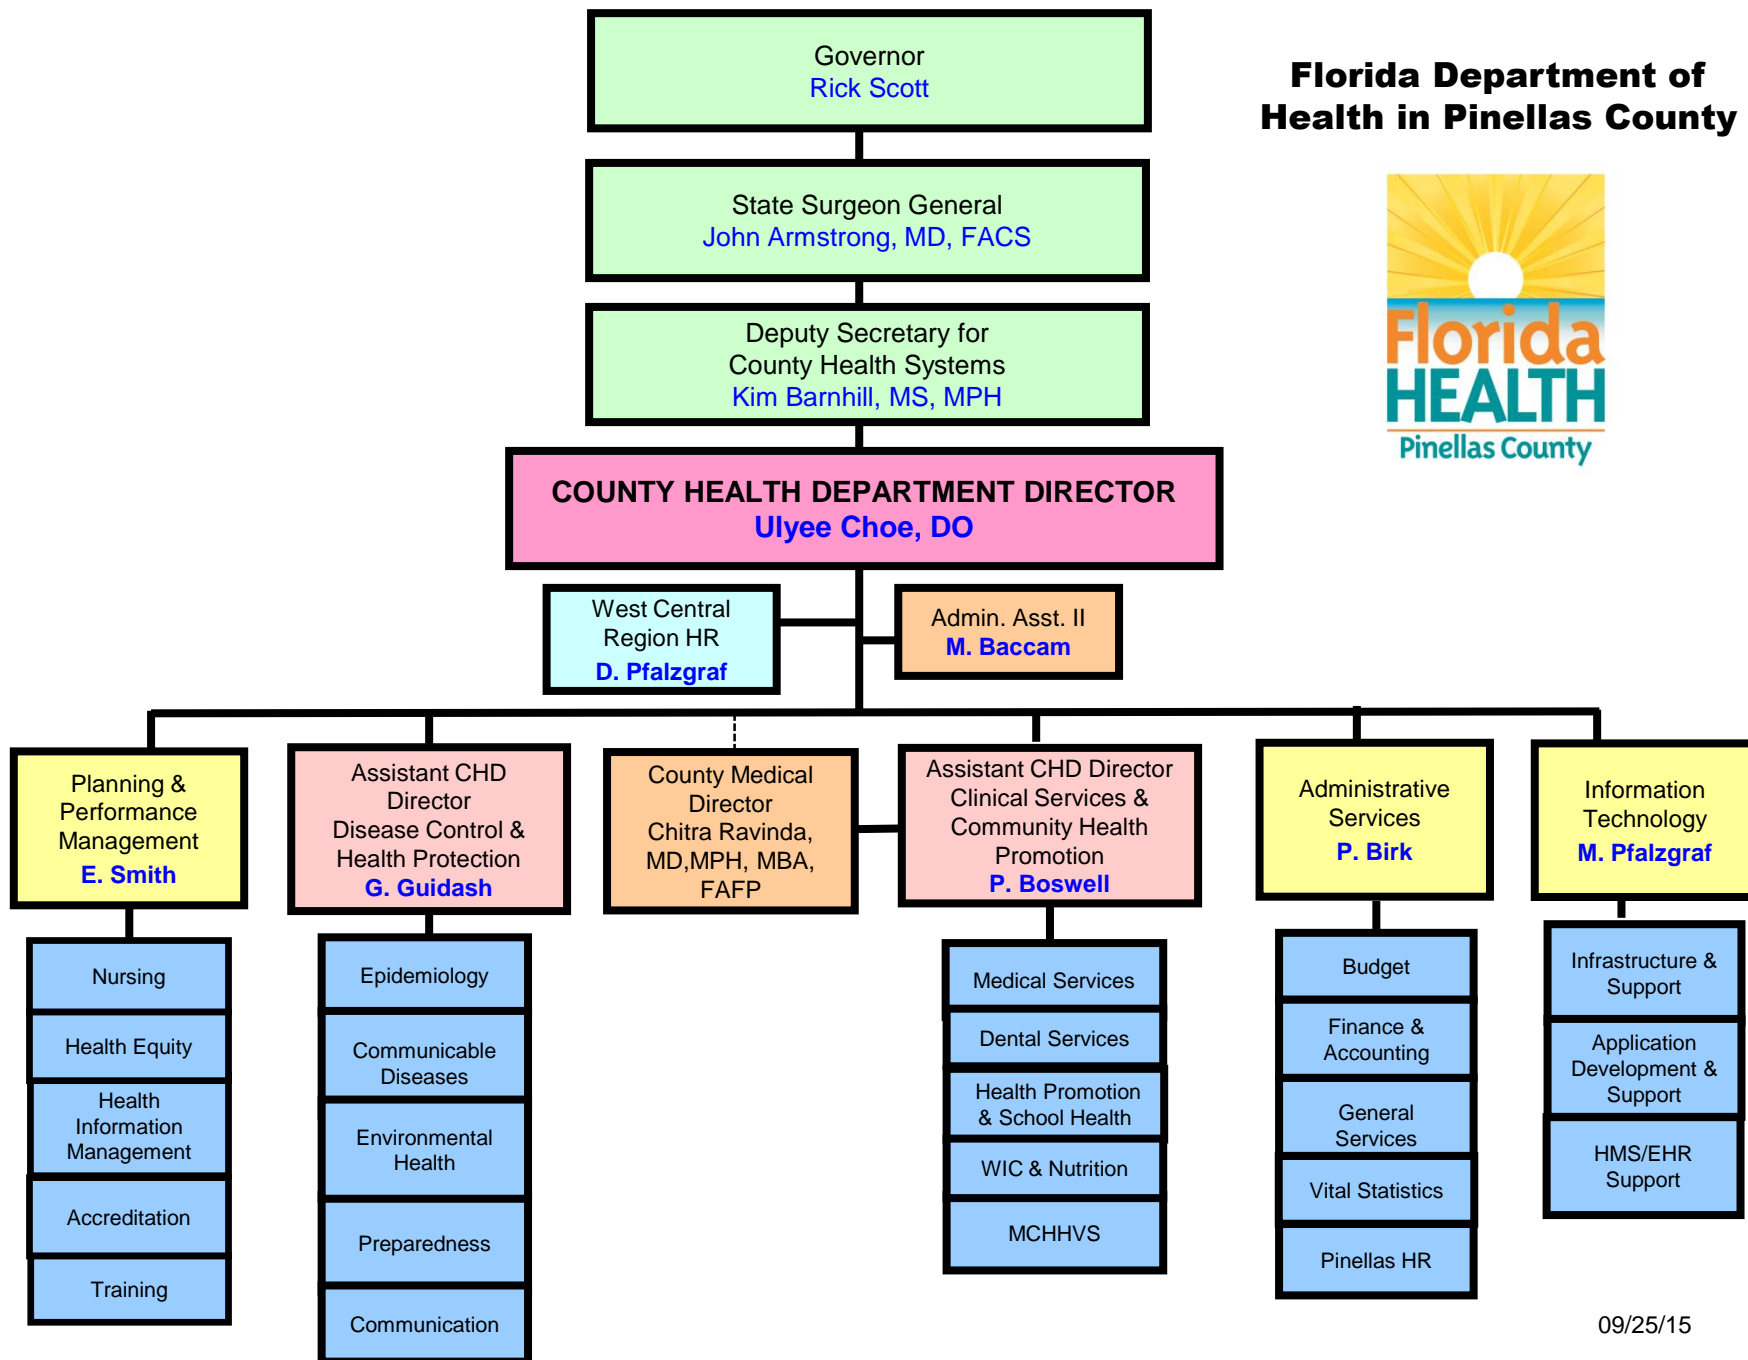 Governor
Rick Scott
Florida Department of
Health in Pinellas County
State Surgeon General
John Armstrong, MD, FACS
Deputy Secretary for
County Health Systems
Kim Barnhill, MS, MPH
Florida
HEALTH
Pinellas County
COUNTY HEALTH DEPARTMENT DIRECTOR
Ulyee Choe, DO
West Central
Region HR
D. Pfalzgraf
Admin. Asst. II
M. Baccam
Planning &
Performance
Management
E. Smith
Assistant CHD
Director
Disease Control &
Health Protection
G. Guidash
County Medical
Director
Chitra Ravinda,
MD,MPH, MBA,
FAFP
Assistant CHD Director
Clinical Services &
Community Health
Promotion
P. Boswell
Administrative
Services
P. Birk
Information
Technology
M. Pfalzgraf
Nursing
Health Equity
Health
Information
Management
Accreditation
Training
Epidemiology
Communicable
Diseases
Environmental
Health
Preparedness
Communication
Medical Services
Dental Services
Health Promotion
& School Health
WIC & Nutrition
MCHHVS
Budget
Finance &
Accounting
General
Services
Vital Statistics
Pinellas HR
Infrastructure &
Support
Application
Development &
Support
HMS/EHR
Support
09/25/15